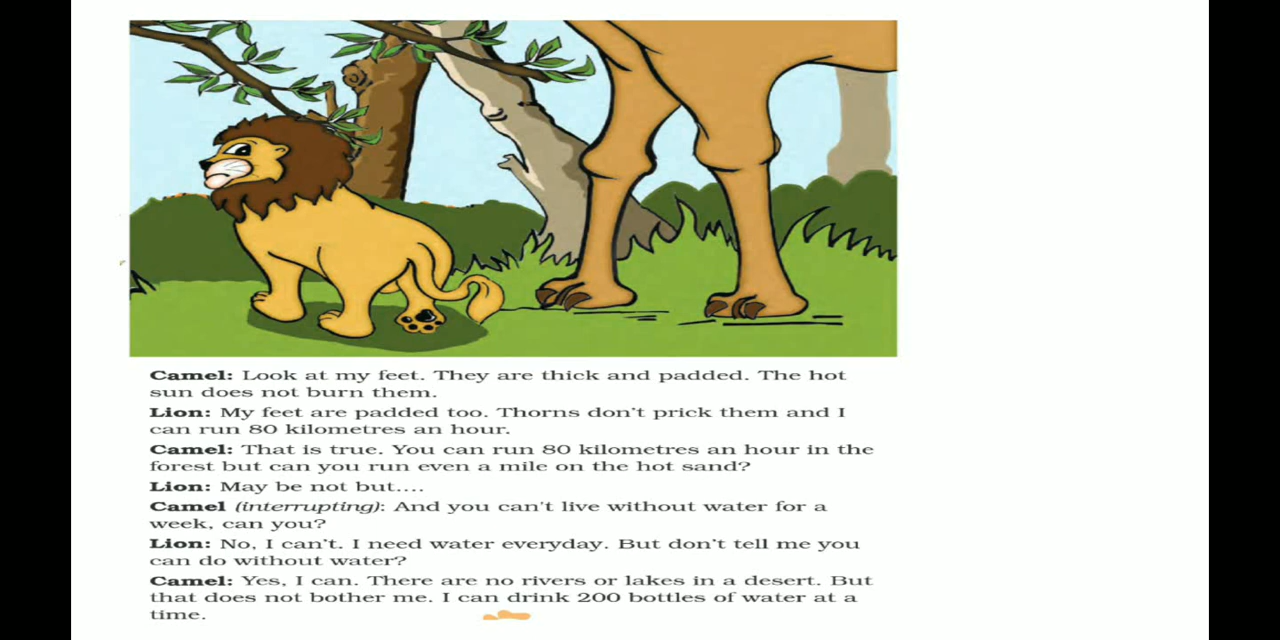 Camel: Look at my feet. They are thick and padded. The hot
sun does not burn them.
Lion: My feet are padded too. Thorns don't prick them and I
can run 80 kilometres an hour.
Camel: That is true. You can run 80 kilometres an hour in the
forest but can you run even a mile on the hot sand?
Lion: May be not but....
Camel (interrupting): And you can't live without water for a
week, can you?
Lion: No, I can't. I need water everyday. But don't tell me you
can do without water?
Camel: Yes, I can. There are no rivers or lakes in a desert. But
that does not bother me. I can drink 200 bottles of water at a
time.